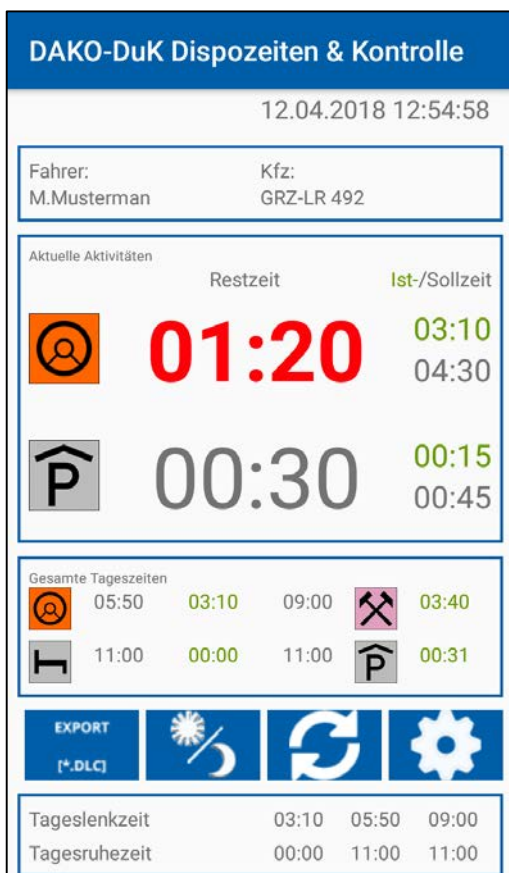 DAKO-DuK Dispozeiten & Kontrolle
12.04.2018 12:54:58
Fahrer: Kfz:
M.Musterman GRZ-LR 492
Aktuelle Aktivitäten
Restzeit Ist-/Sollzeit
01:20 03:10
04:30
P 00:30 00:15
00:45
Gesamte Tageszeiten
05:50 03:10 09:00 03:40
11:00 00:00 11:00 P 00:31
EXPORT
[*.DLC]
Tageslenkzeit 03:10 05:50 09:00
Tagesruhezeit 00:00 11:00 11:00